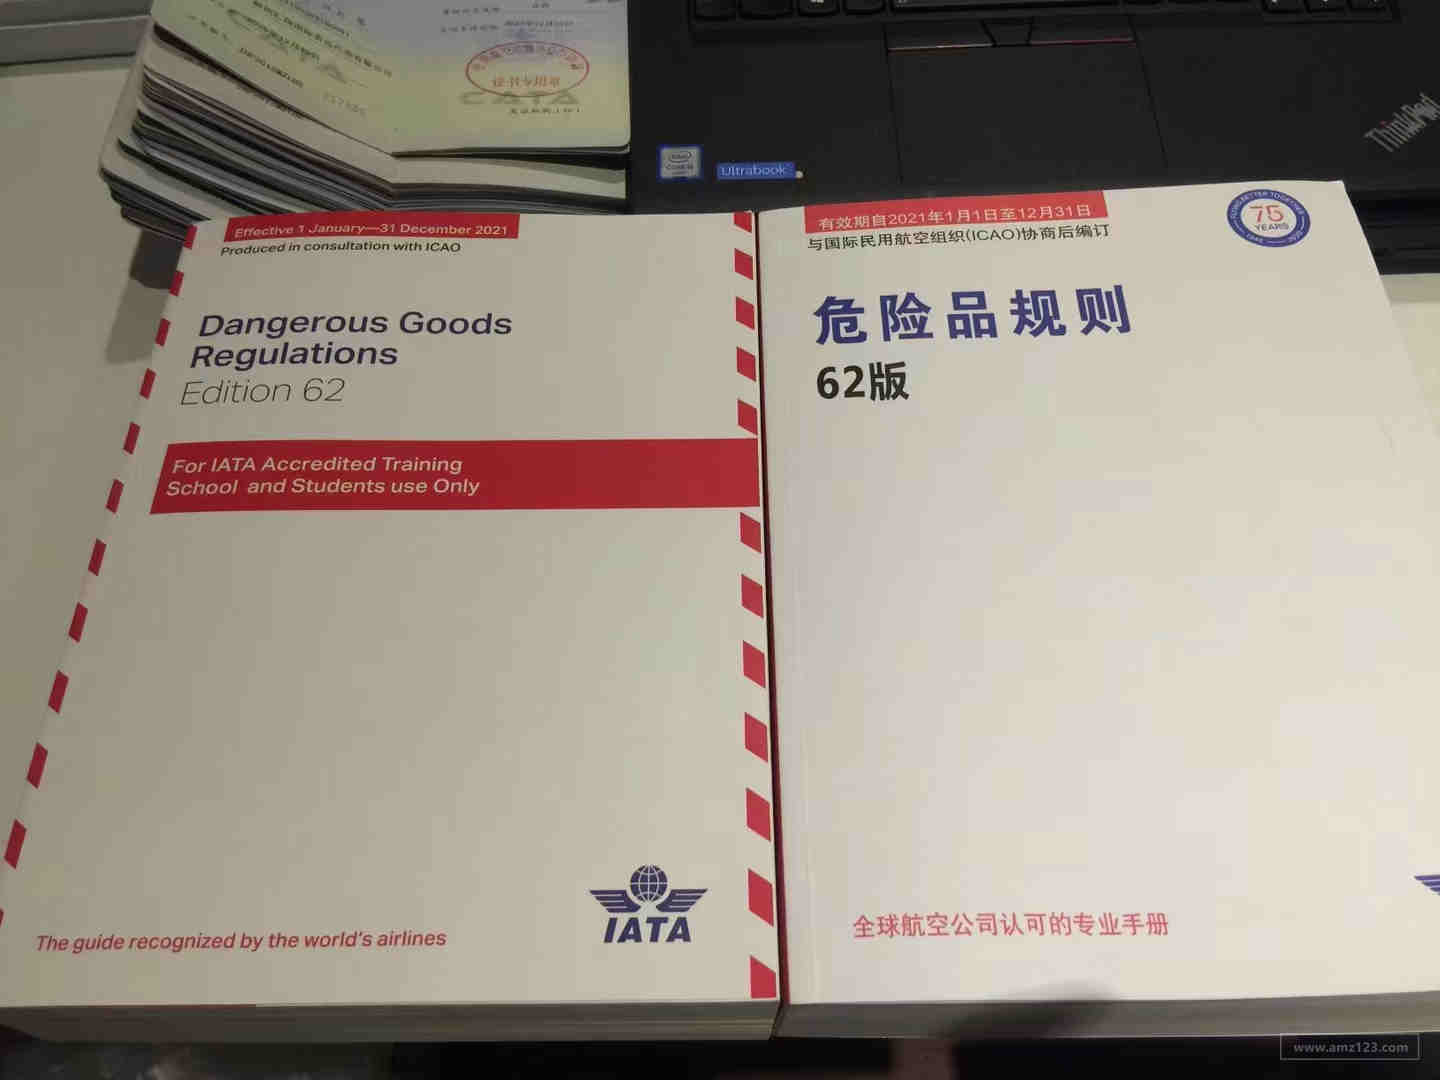 CATA
intel
CORE i5
Ultrabook
ThinkPad
Effective 1 January—31 December 2021
Produced in consultation with ICAO
Dangerous Goods
Regulations
Edition 62
For IATA Accredited Training
School and Students use Only
IATA
The guide recognized by the world's airlines
有效期自2021年1月1日至12月31日
与国际民用航空组织(ICAO)协商后编订
75
YEARS
危险品规则
62版
全球航空公司认可的专业手册
www.amz123.com